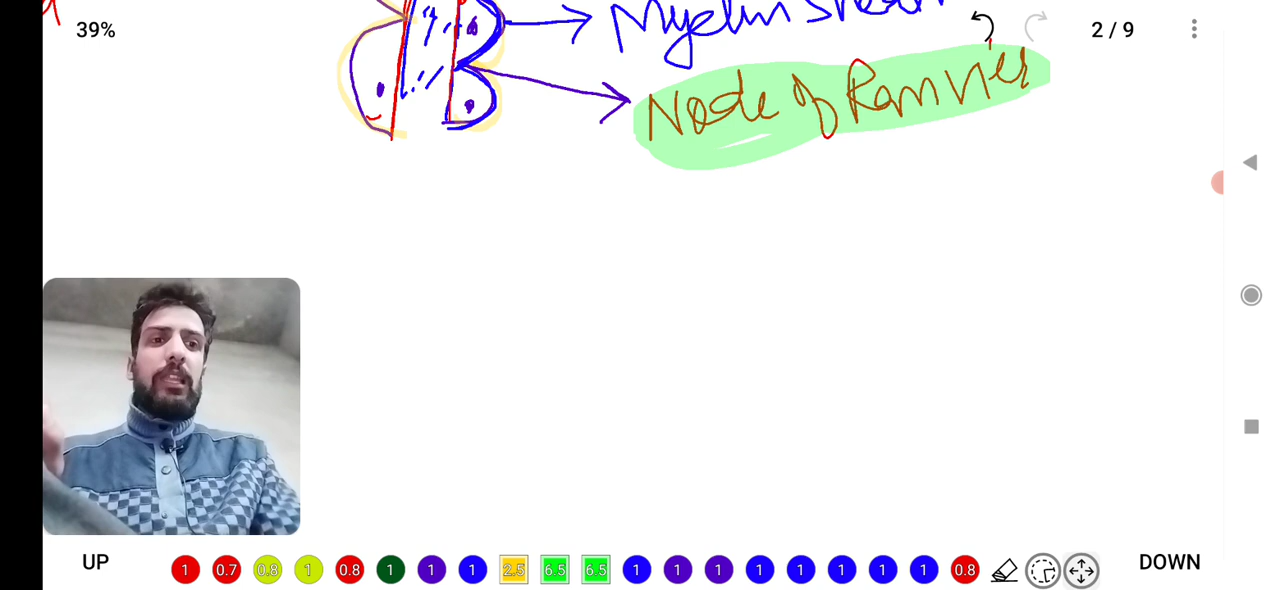 39%
2 / 9
Myelin Sheath
Node of Ranvier
UP
1 0.7 0.8 1 0.8 1 1 1 2.5 6.5 6.5 1 1 1 1 1 1 1 1 0.8
DOWN